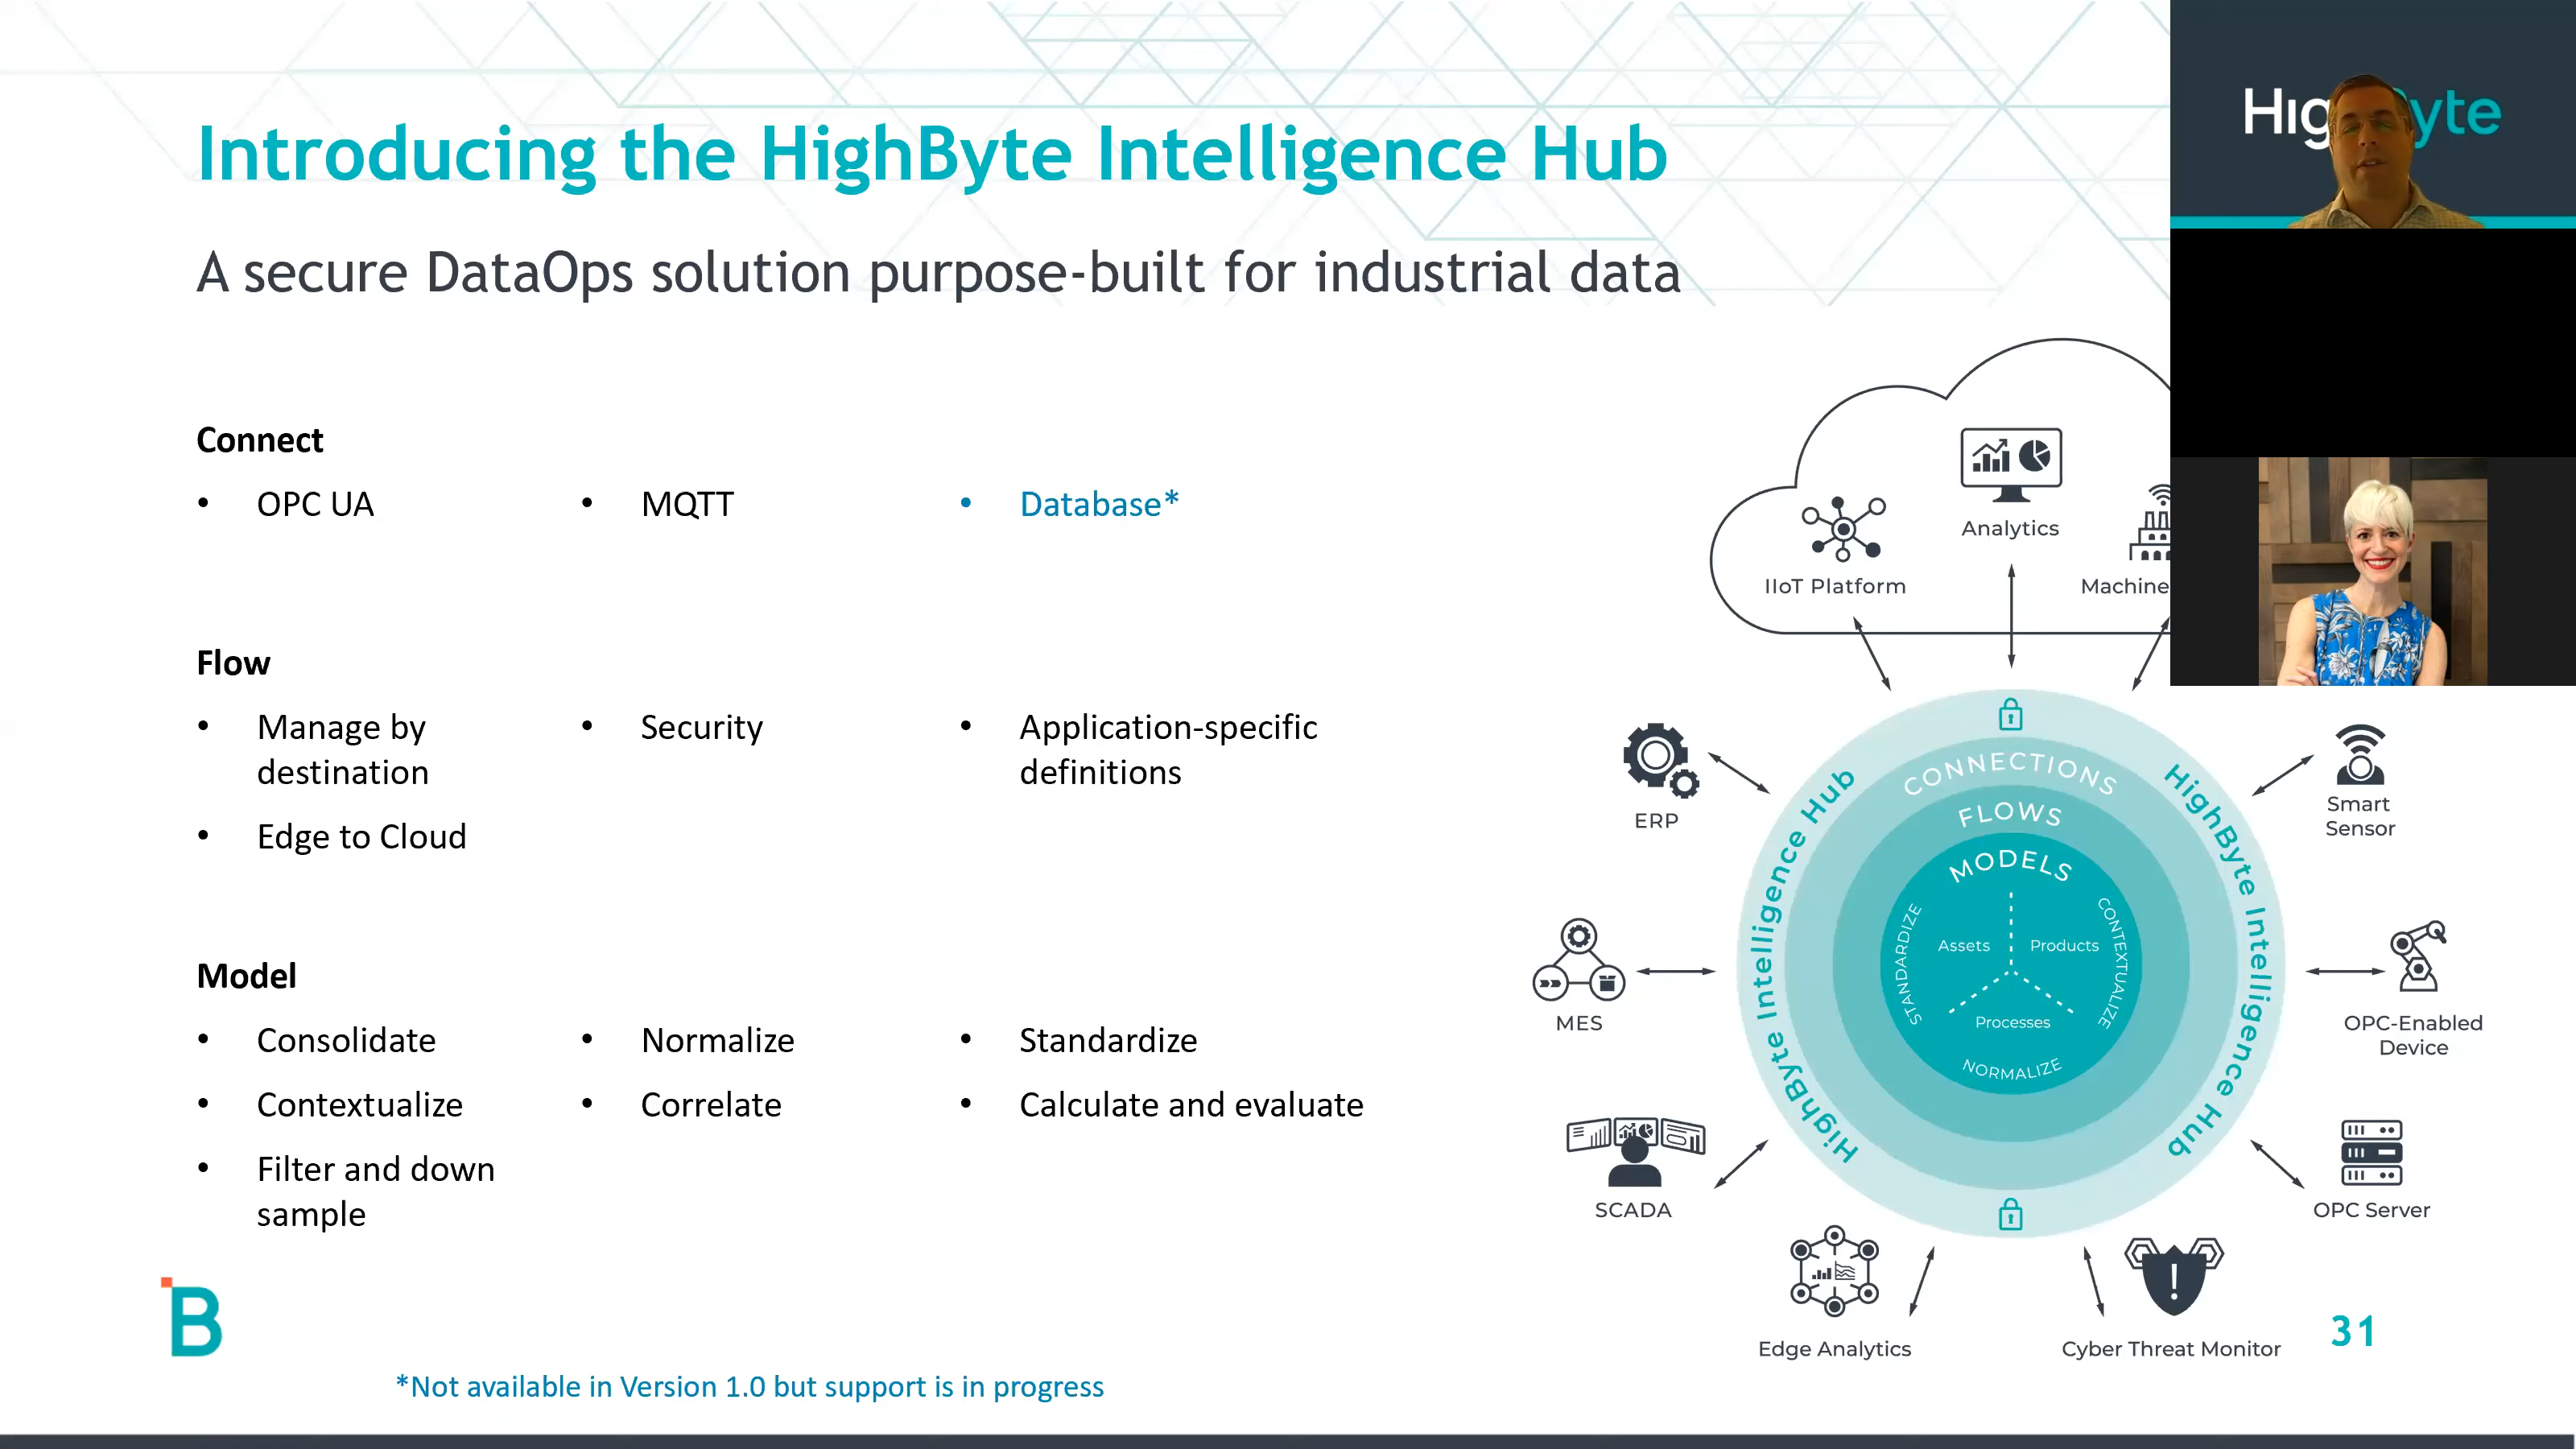 Introducing the HighByte Intelligence Hub
A secure DataOps solution purpose-built for industrial data
Connect
• OPC UA
• MQTT
• Database*
Flow
• Manage by
destination
• Security
• Application-specific
definitions
• Edge to Cloud
Model
• Consolidate
• Normalize
• Standardize
• Contextualize
• Correlate
• Calculate and evaluate
• Filter and down
sample
B
*Not available in Version 1.0 but support is in progress
Analytics
IIoT Platform
Machine
ERP
Smart
Sensor
MES
OPC-Enabled
Device
SCADA
OPC Server
Edge Analytics
Cyber Threat Monitor
HighByte Intelligence Hub
HighByte Intelligence Hub
CONNECTIONS
FLOWS
MODELS
STANDARDIZE
CONTEXTUALIZE
Assets
Products
Processes
NORMALIZE
31